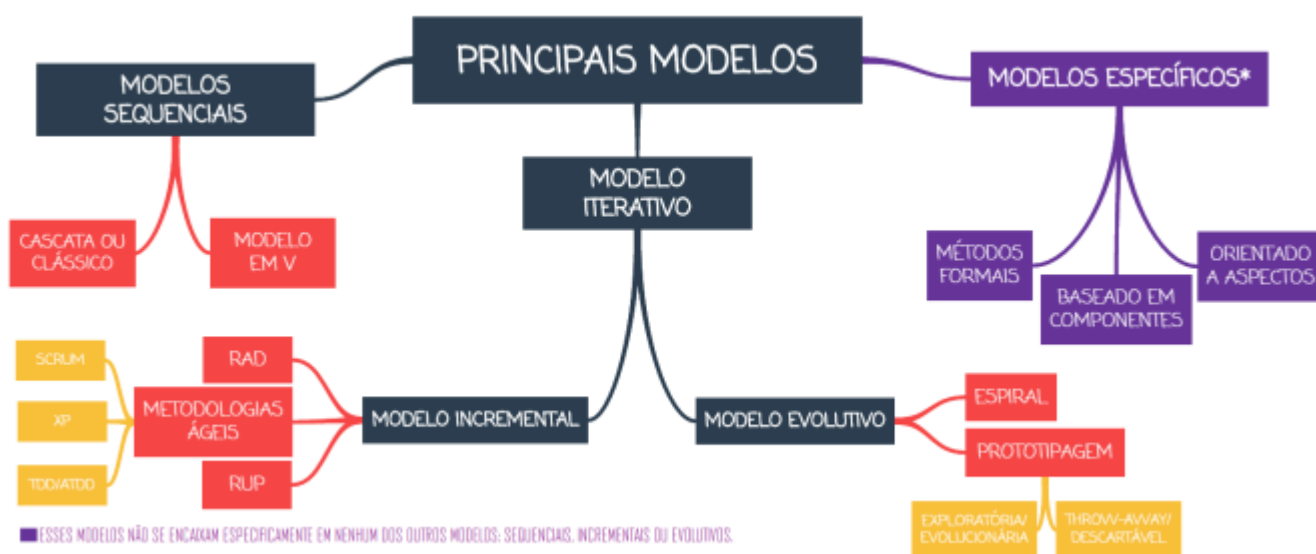 PRINCIPAIS MODELOS
MODELOS
SEQUENCIAIS
MODELOS ESPECÍFICOS*
MODELO
ITERATIVO
CASCATA OU
CLÁSSICO
MODELO
EM V
MÉTODOS
FORMAIS
BASEADO EM
COMPONENTES
ORIENTADO
A ASPECTOS
SCRUM
XP
TDD/ATDD
METODOLOGIAS
ÁGEIS
RAD
RUP
MODELO INCREMENTAL
MODELO EVOLUTIVO
ESPIRAL
PROTOTIPAGEM
EXPLORATÓRIA/
EVOLUCIONÁRIA
THROW-AWAY/
DESCARTÁVEL
ESSES MODELOS NÃO SE ENCAIXAM ESPECIFICAMENTE EM NENHUM DOS OUTROS MODELOS: SEQUENCIAIS, INCREMENTAIS OU EVOLUTIVOS.